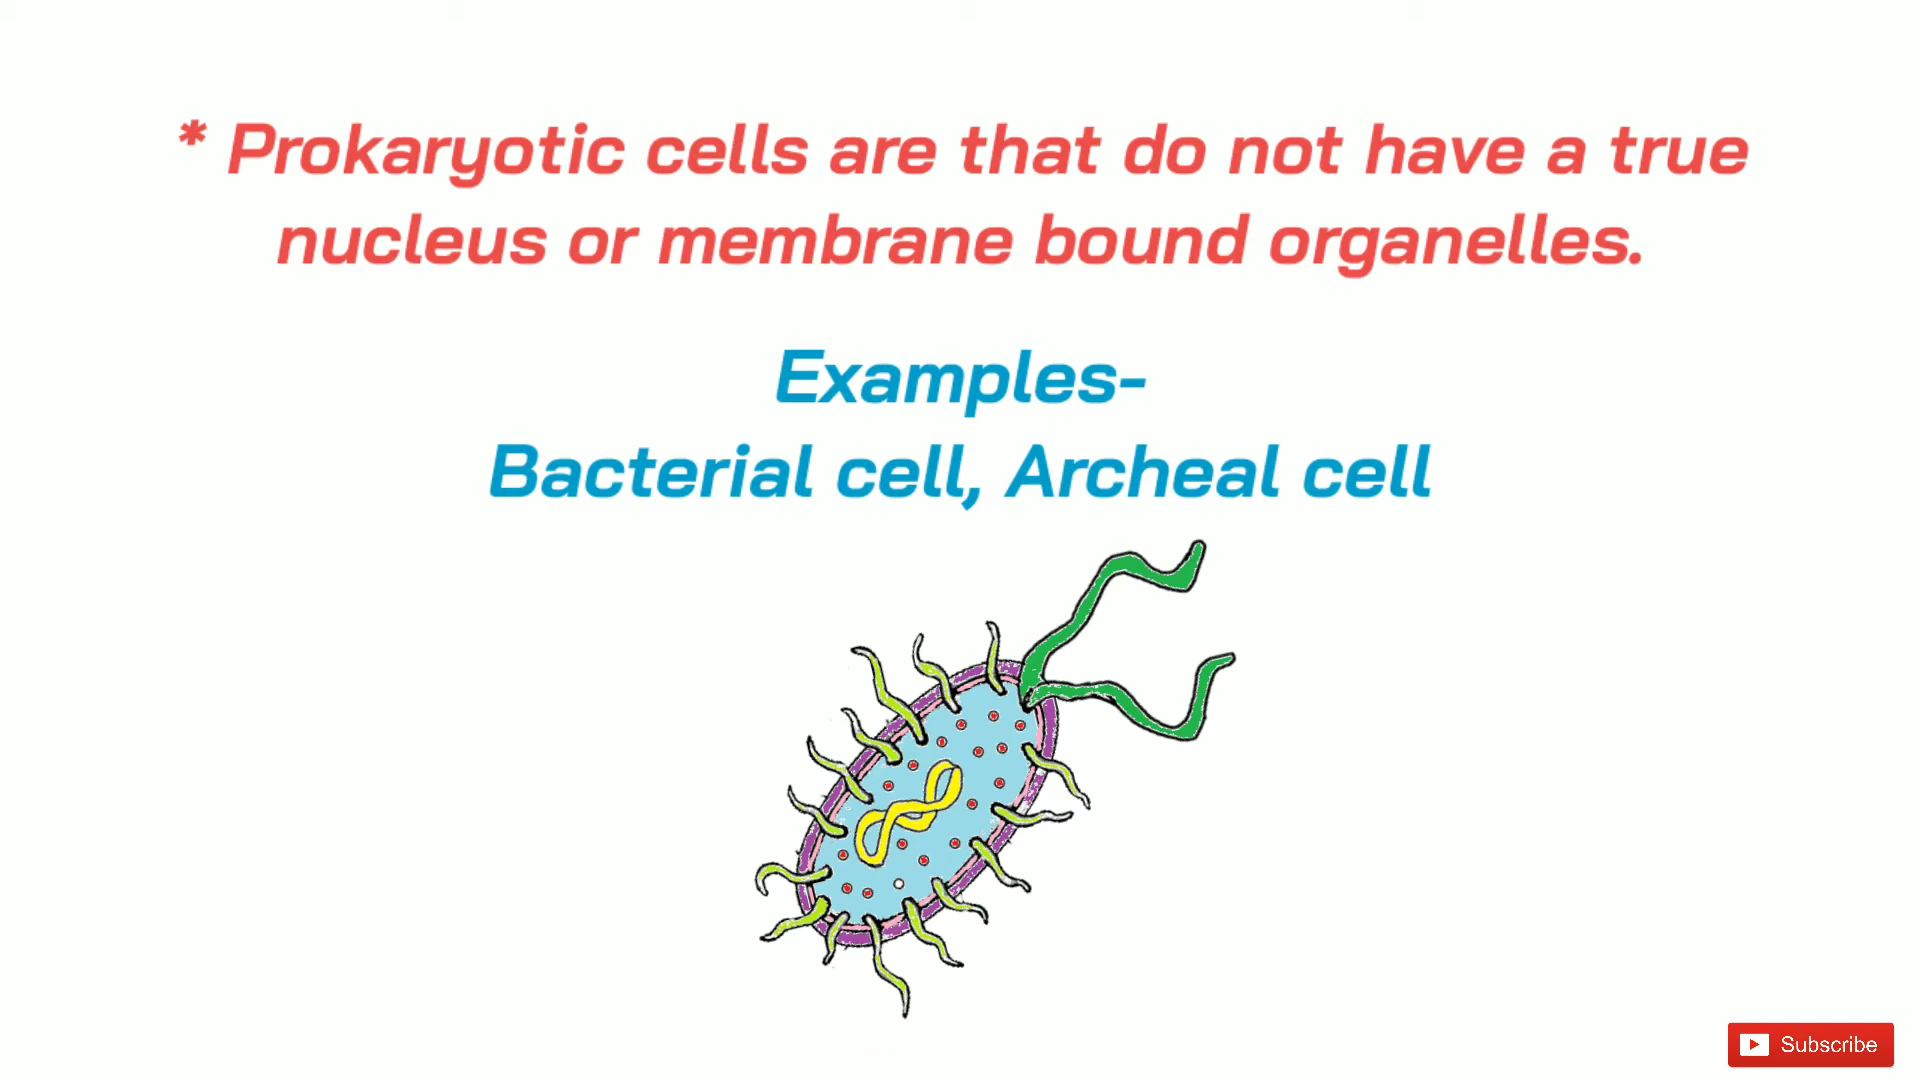 * Prokaryotic cells are that do not have a true
nucleus or membrane bound organelles.
Examples-
Bacterial cell, Archeal cell
Subscribe